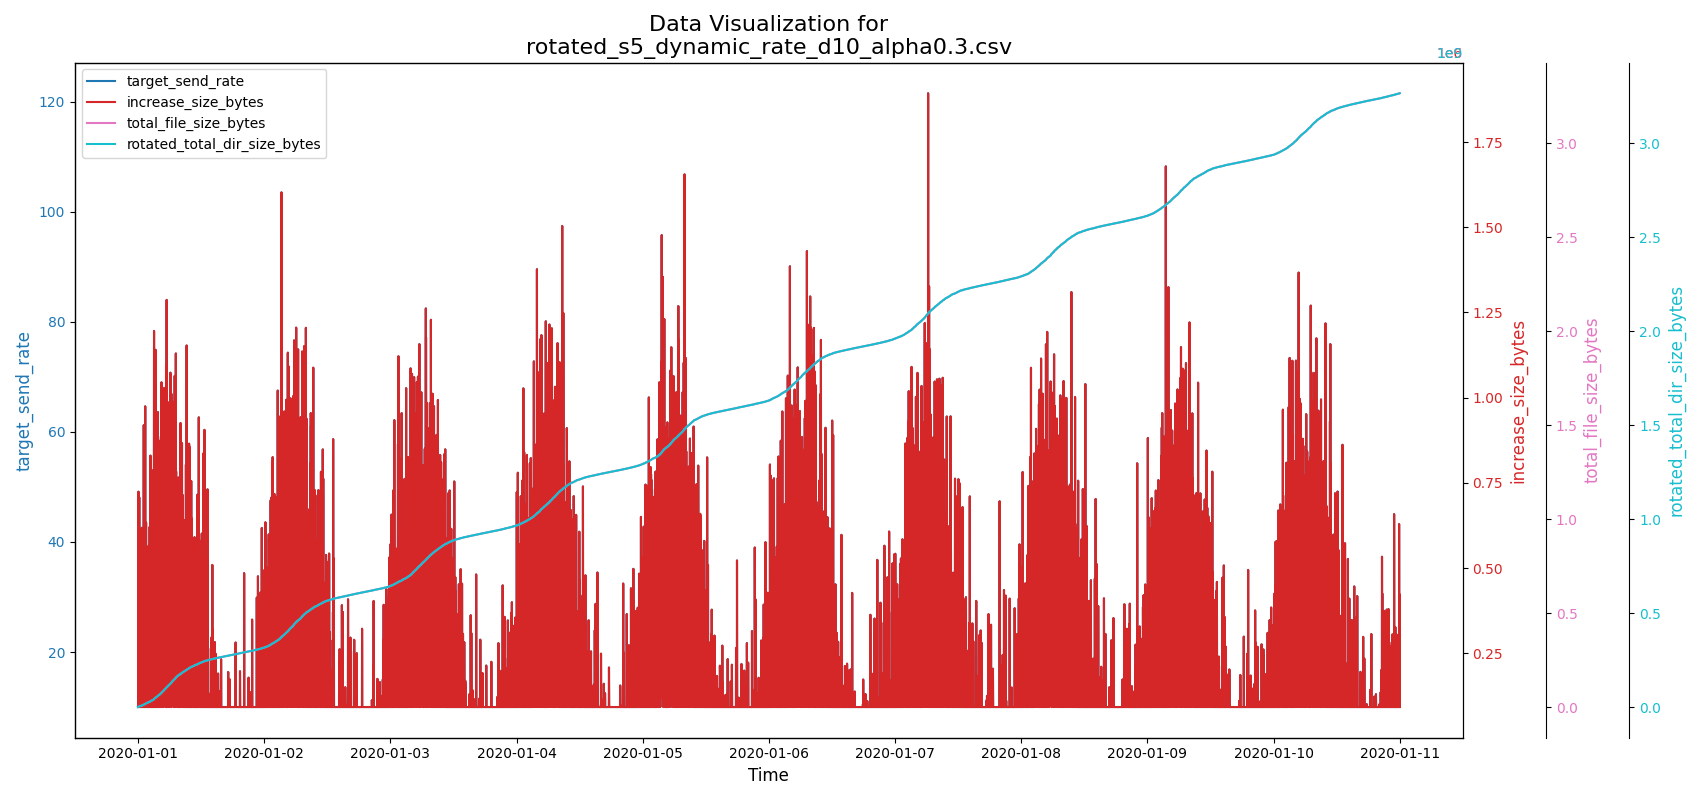 Data Visualization for
rotated_s5_dynamic_rate_d10_alpha0.3.csv
target_send_rate
increase_size_bytes
total_file_size_bytes
rotated_total_dir_size_bytes
120
100
80
60
40
20
target_send_rate
1.75
1.50
1.25
1.00
0.75
0.50
0.25
increase_size_bytes
3.0
2.5
2.0
1.5
1.0
0.5
0.0
total_file_size_bytes
3.0
2.5
2.0
1.5
1.0
0.5
0.0
rotated_total_dir_size_bytes
2020-01-01 2020-01-02 2020-01-03 2020-01-04 2020-01-05 2020-01-06 2020-01-07 2020-01-08 2020-01-09 2020-01-10 2020-01-11
Time